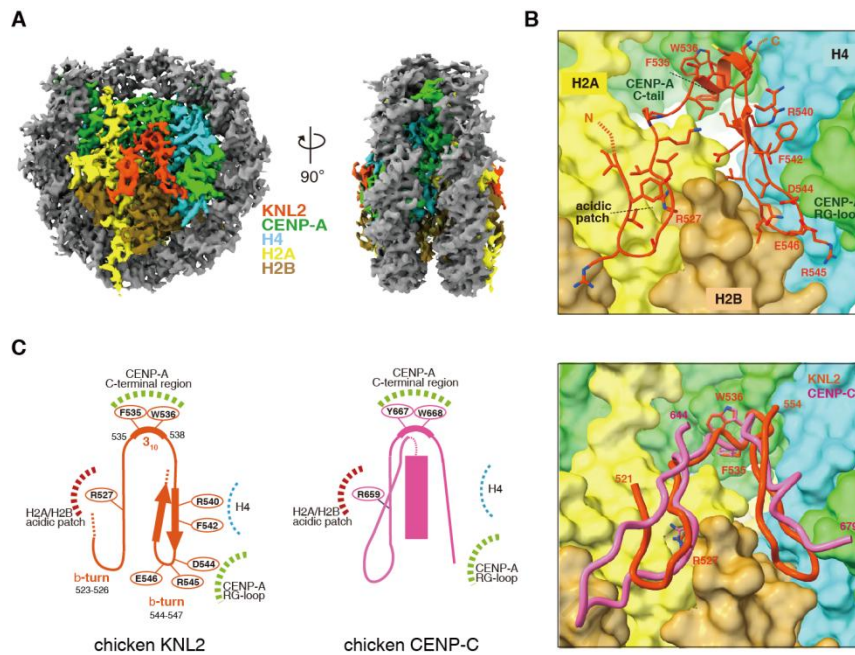 A
90°
KNL2
CENP-A
H4
H2A
H2B
B
H2A
W536
F535
CENP-A
C-tail
C
H4
R540
N
F542
D544
CENP-A
RG-loo
acidic
patch
R527
E546
R545
H2B
C
CENP-A
C-terminal region
F535
W536
535
538
3₁₀
R527
H2A/H2B
acidic patch
R540
F542
H4
b-turn
523-526
E546
R545
D544
CENP-A
RG-loop
b-turn
544-547
chicken KNL2
CENP-A
C-terminal region
Y667
W668
R659
H2A/H2B
acidic patch
H4
CENP-A
RG-loop
chicken CENP-C
KNL2
CENP-C
W536
644
554
521
F535
R527